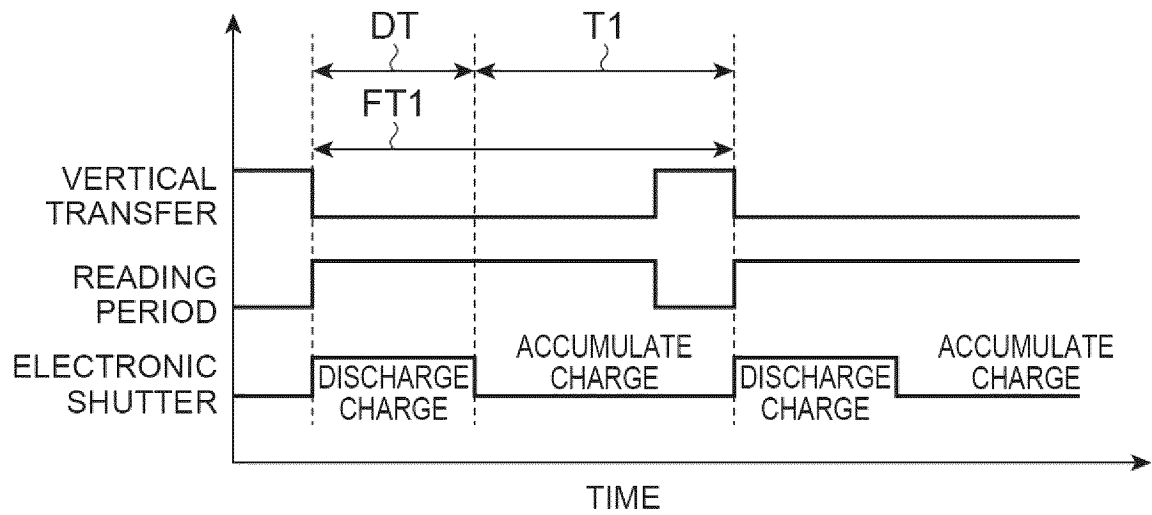 DT
T1
FT1
VERTICAL
TRANSFER
READING
PERIOD
ELECTRONIC
SHUTTER
DISCHARGE
CHARGE
ACCUMULATE
CHARGE
DISCHARGE
CHARGE
ACCUMULATE
CHARGE
TIME